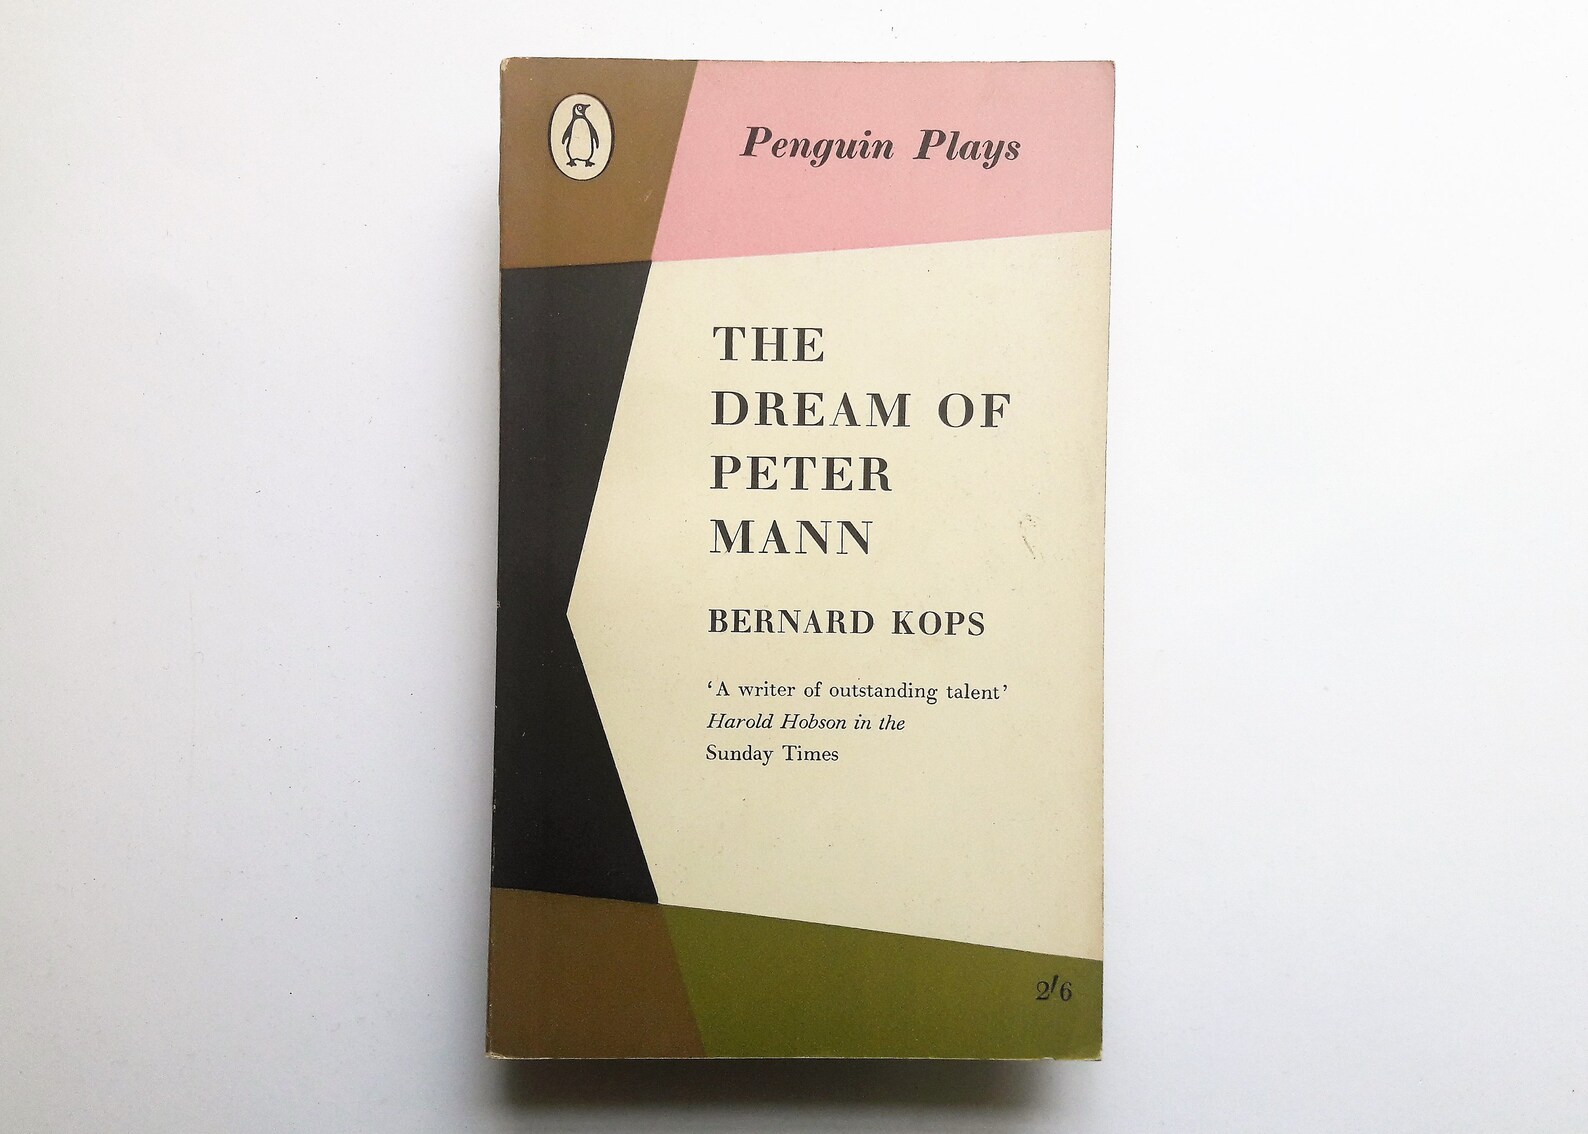 Penguin Plays
THE
DREAM OF
PETER
MANN
BERNARD KOPS
‘A writer of outstanding talent’
Harold Hobson in the
Sunday Times
2/6